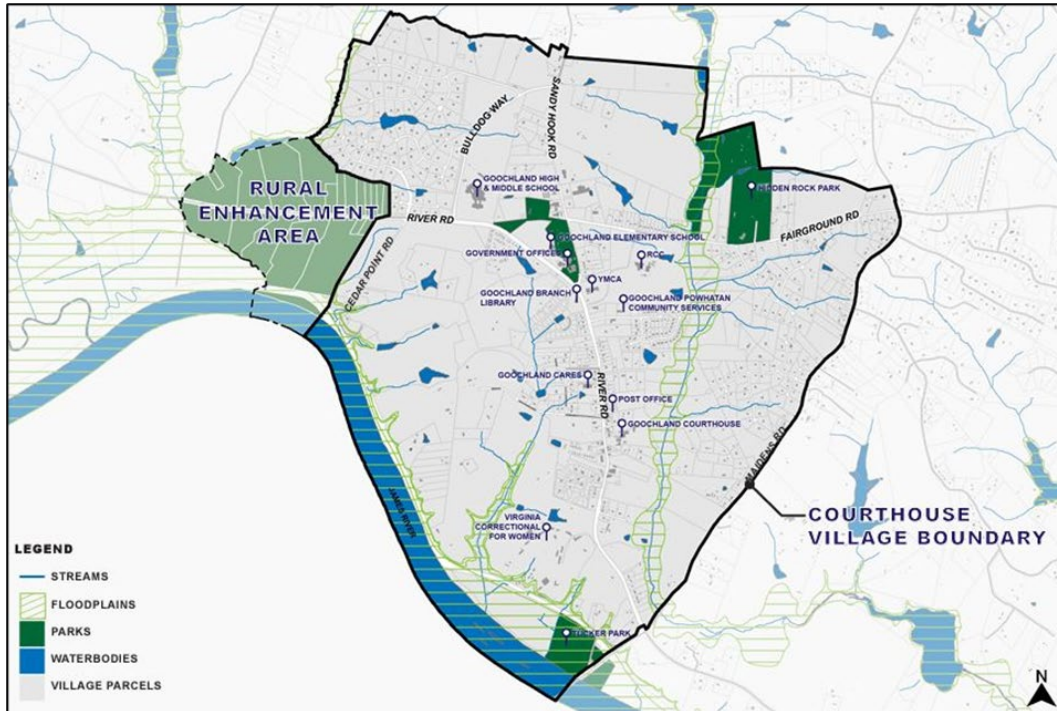 SANDY HOOK RD
BULLDOG WAY
GOOCHLAND HIGH
& MIDDLE SCHOOL
HIDDEN ROCK PARK
RURAL
ENHANCEMENT
AREA
RIVER RD
FAIRGROUND RD
GOOCHLAND ELEMENTARY SCHOOL
GOVERNMENT OFFICE
RCC
CEDAR POINT RD
YMCA
GOOCHLAND BRANCH
LIBRARY
GOOCHLAND POWHATAN
COMMUNITY SERVICES
GOOCHLAND CARES
RIVER RD
POST OFFICE
GOOCHLAND COURTHOUSE
MAIDENS RD
JAMES RIVER
COURTHOUSE
VILLAGE BOUNDARY
VIRGINIA
CORRECTIONAL
FOR WOMEN
TUCKER PARK
LEGEND
STREAMS
FLOODPLAINS
PARKS
WATERBODIES
VILLAGE PARCELS
N